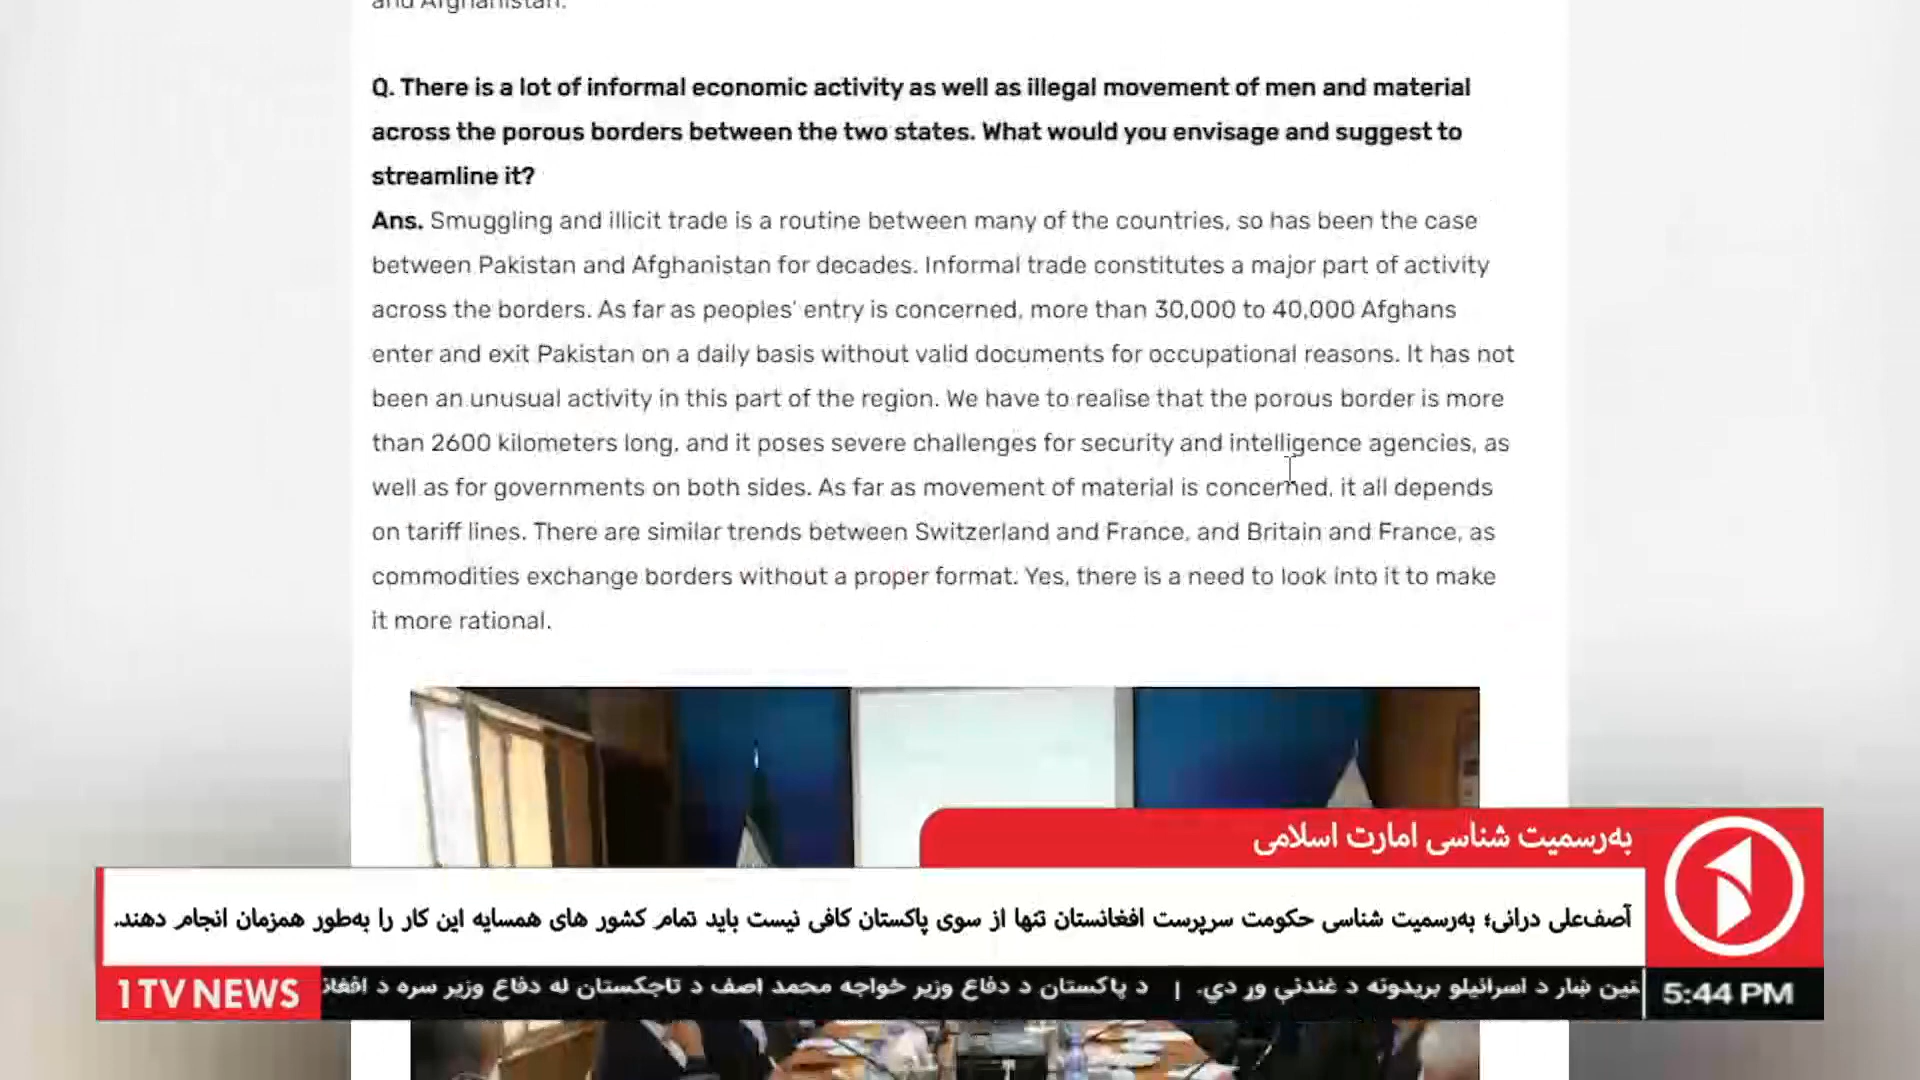 and Afghanistan.
Q. There is a lot of informal economic activity as well as illegal movement of men and material
across the porous borders between the two states. What would you envisage and suggest to
streamline it?
Ans. Smuggling and illicit trade is a routine between many of the countries, so has been the case
between Pakistan and Afghanistan for decades. Informal trade constitutes a major part of activity
across the borders. As far as peoples' entry is concerned, more than 30,000 to 40,000 Afghans
enter and exit Pakistan on a daily basis without valid documents for occupational reasons. It has not
been an unusual activity in this part of the region. We have to realise that the porous border is more
than 2600 kilometers long, and it poses severe challenges for security and intelligence agencies, as
well as for governments on both sides. As far as movement of material is concerned, it all depends
on tariff lines. There are similar trends between Switzerland and France, and Britain and France, as
commodities exchange borders without a proper format. Yes, there is a need to look into it to make
it more rational.
به‌رسمیت شناسی امارت اسلامی
آصف‌علی درانی؛ به‌رسمیت شناسی حکومت سرپرست افغانستان تنها از سوی پاکستان کافی نیست باید تمام کشور های همسایه این کار را به‌طور همزمان انجام دهند.
ښار د اسرائیلو بریدونه د غندنې وړ دي. | د پاکستان د دفاع وزیر خواجه محمد اصف د تاجکستان له دفاع وزیر سره د
1TV NEWS
5:44 PM